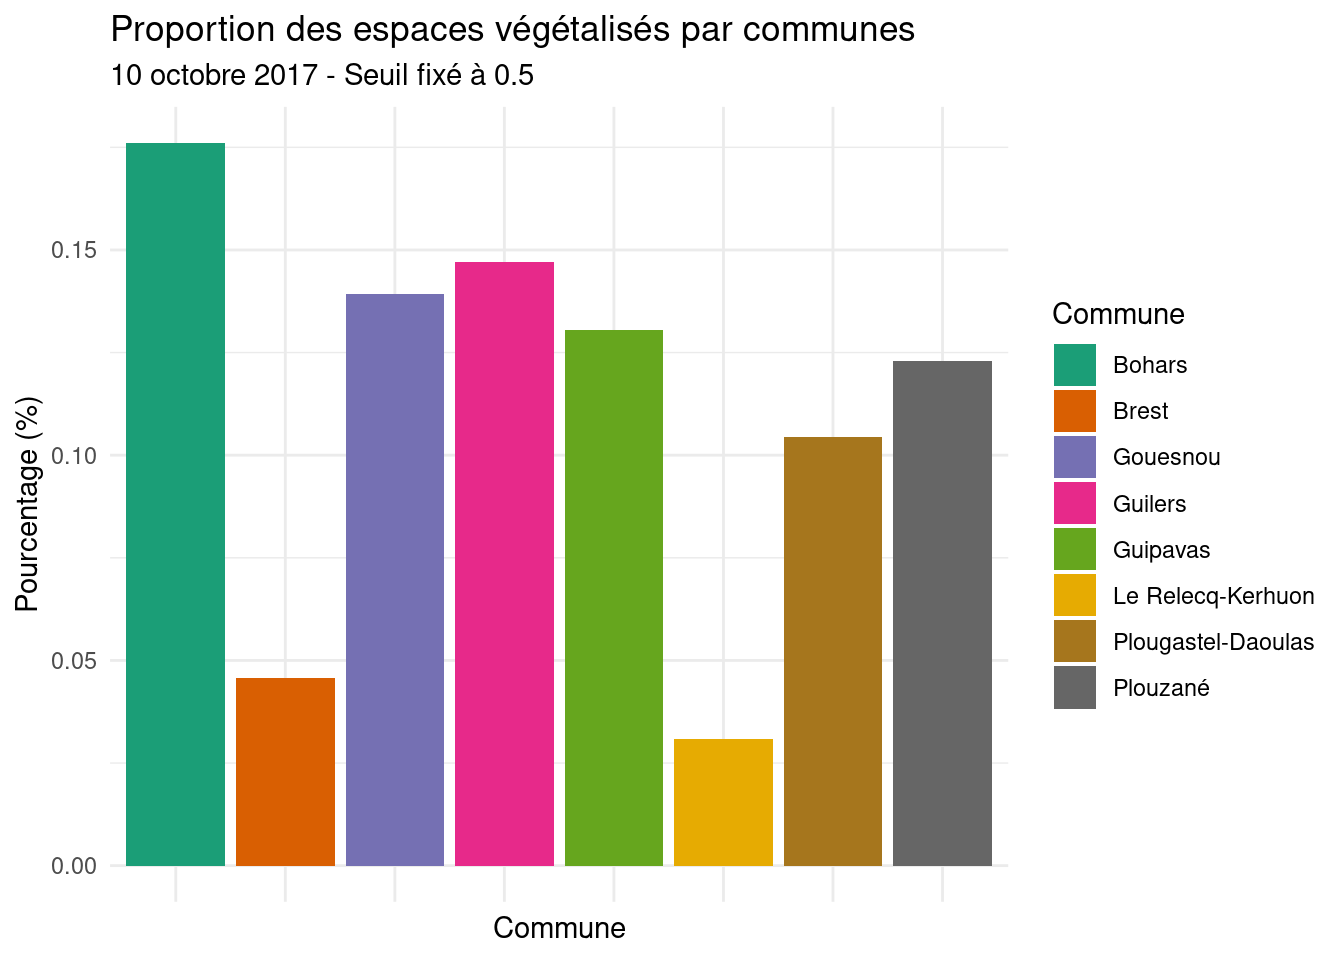 Proportion des espaces végétalisés par communes
10 octobre 2017 - Seuil fixé à 0.5
Pourcentage (%)
0.15
0.10
0.05
0.00
Commune
Commune
Bohars
Brest
Gouesnou
Guilers
Guipavas
Le Relecq-Kerhuon
Plougastel-Daoulas
Plouzané